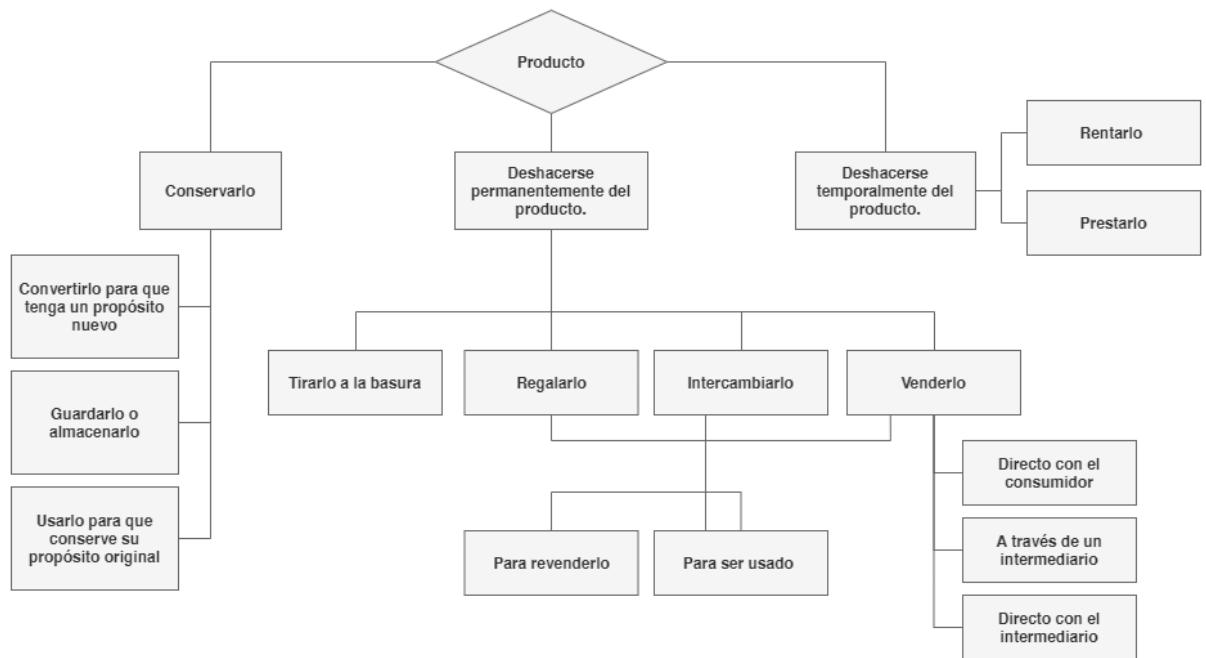 Producto
Conservarlo
Deshacerse
permanentemente del
producto.
Deshacerse
temporalmente del
producto.
Rentarlo
Prestarlo
Convertirlo para que
tenga un propósito
nuevo
Guardarlo o
almacenarlo
Usarlo para que
conserve su
propósito original
Tirarlo a la basura
Regalarlo
Intercambiarlo
Venderlo
Para revenderlo
Para ser usado
Directo con el
consumidor
A través de un
intermediario
Directo con el
intermediario